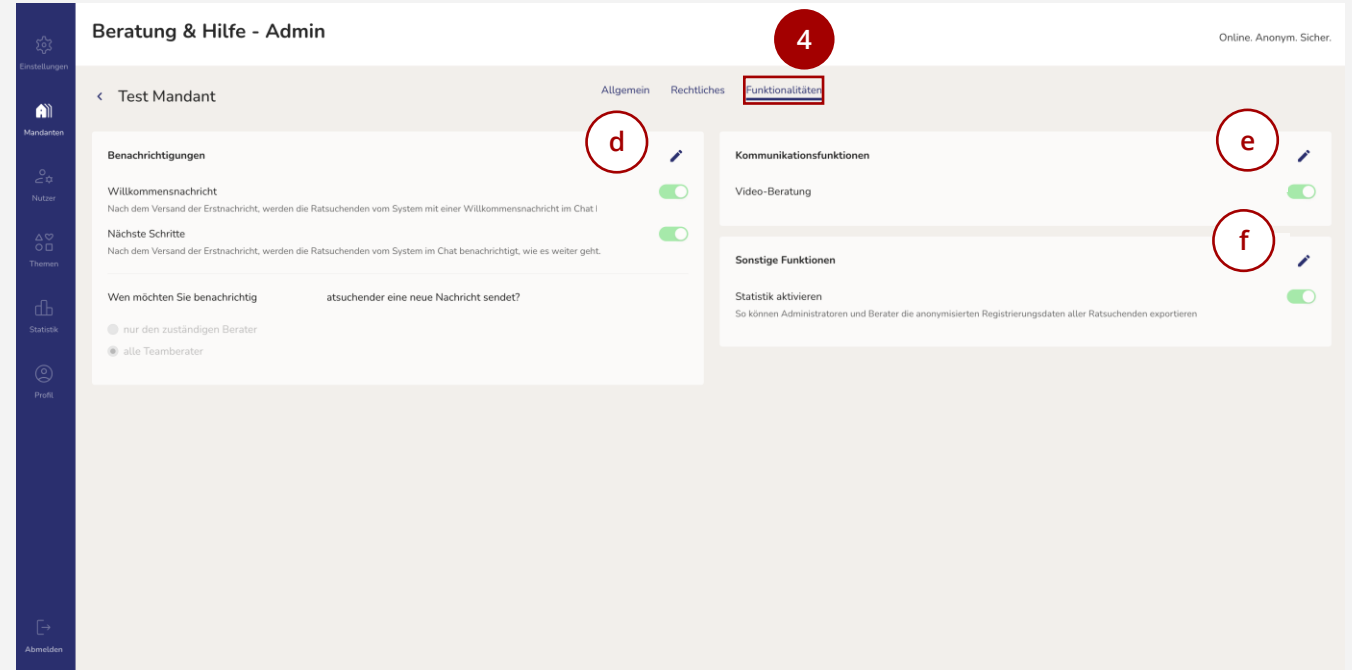 Beratung & Hilfe - Admin
4
Online. Anonym. Sicher.
Einstellungen
Mandanten
Nutzer
Themen
Statistik
Profil
Abmelden
Test Mandant
Allgemein Rechtliches Funktionalitäten
d
Benachrichtigungen
Willkommensnachricht
Nach dem Versand der Erstnachricht, werden die Ratsuchenden vom System mit einer Willkommensnachricht im Chat
Nächste Schritte
Nach dem Versand der Erstnachricht, werden die Ratsuchenden vom System im Chat benachrichtigt, wie es weiter geht.
Wen möchten Sie benachrichtig atsuchender eine neue Nachricht sendet?
nur den zuständigen Berater
alle Teamberater
e
Kommunikationsfunktionen
Video-Beratung
f
Sonstige Funktionen
Statistik aktivieren
So können Administratoren und Berater die anonymisierten Registrierungsdaten aller Ratsuchenden exportieren